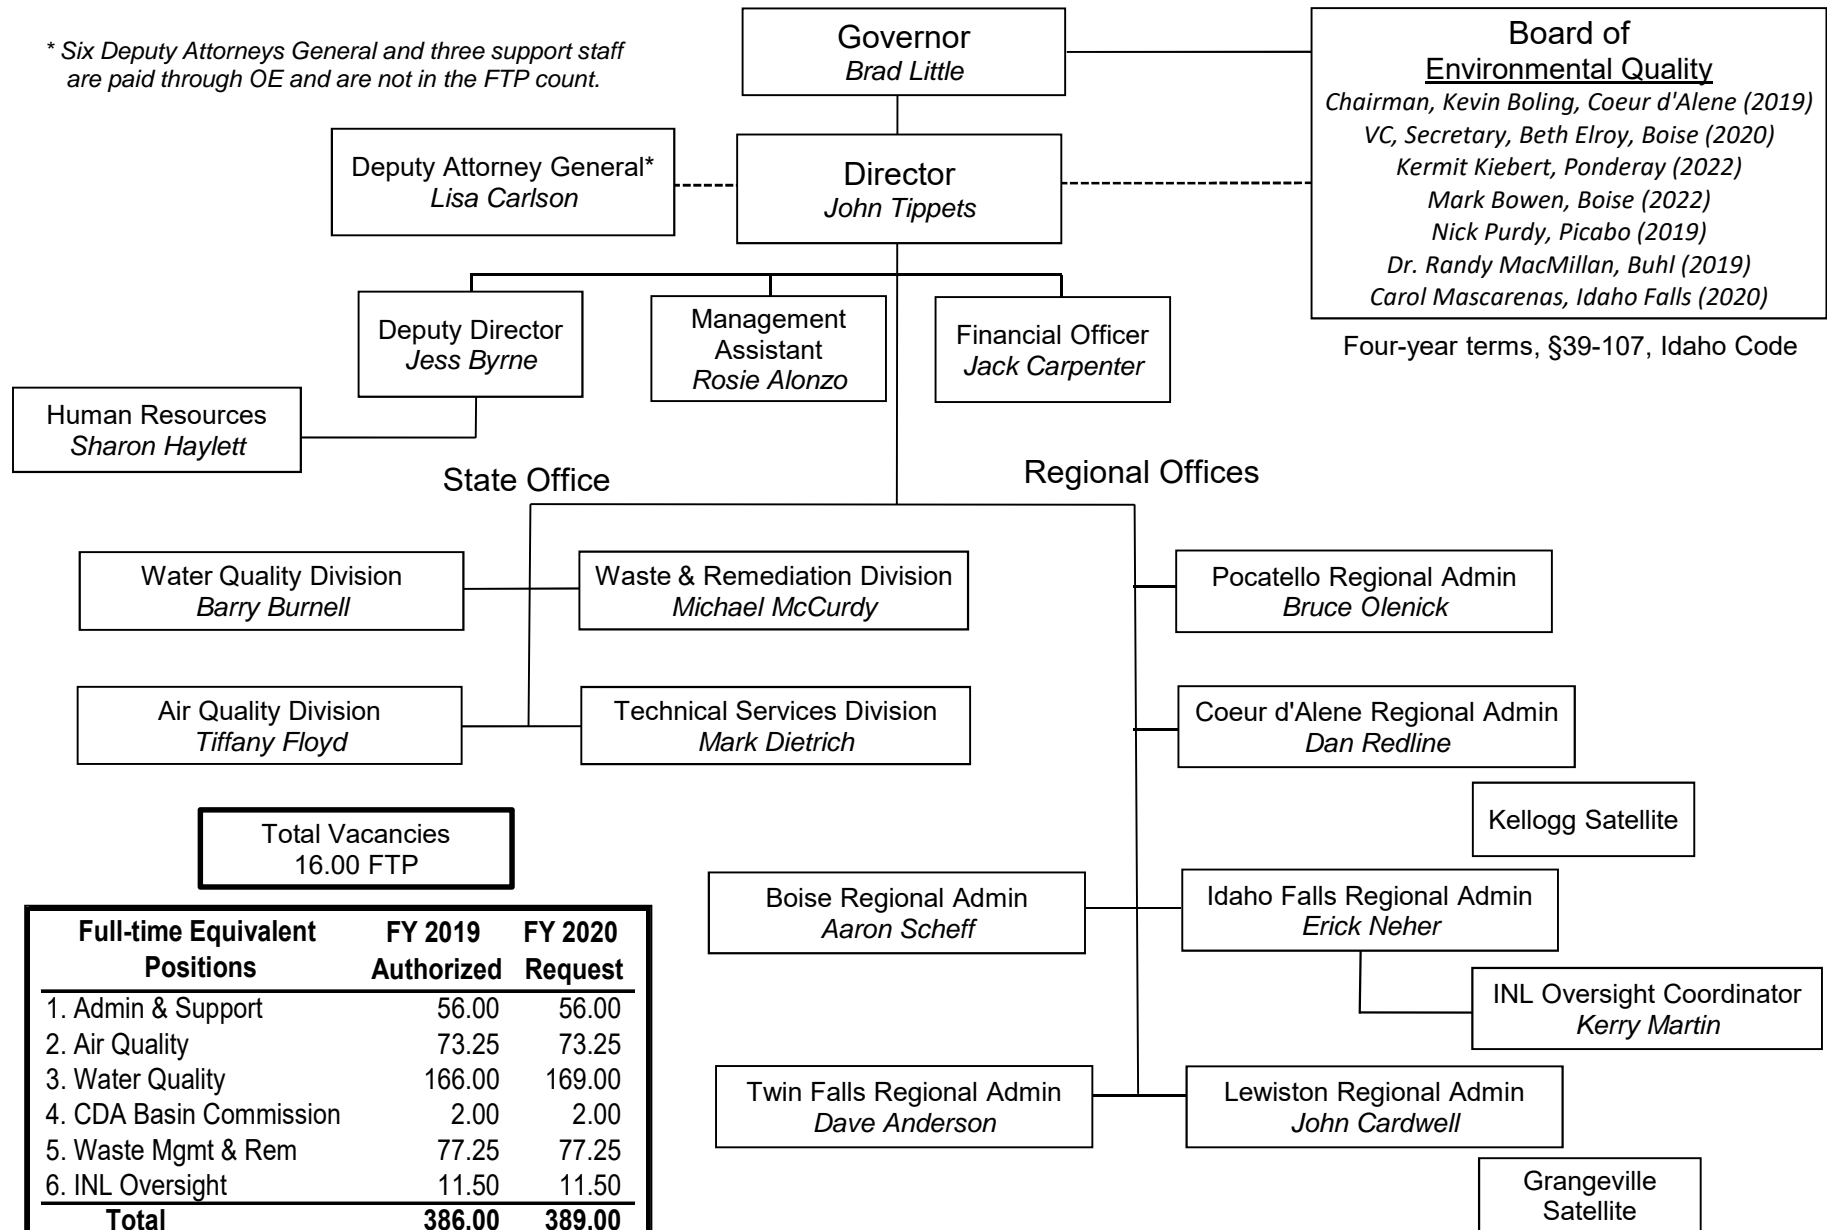 * Six Deputy Attorneys General and three support staff
are paid through OE and are not in the FTP count.
Governor
Brad Little
Board of
Environmental Quality
Chairman, Kevin Boling, Coeur d'Alene (2019)
VC, Secretary, Beth Elroy, Boise (2020)
Kermit Kiebert, Ponderay (2022)
Mark Bowen, Boise (2022)
Nick Purdy, Picabo (2019)
Dr. Randy MacMillan, Buhl (2019)
Carol Mascarenas, Idaho Falls (2020)
Four-year terms, §39-107, Idaho Code
Deputy Attorney General*
Lisa Carlson
Director
John Tippets
Deputy Director
Jess Byrne
Management
Assistant
Rosie Alonzo
Financial Officer
Jack Carpenter
Human Resources
Sharon Haylett
State Office
Regional Offices
Water Quality Division
Barry Burnell
Waste & Remediation Division
Michael McCurdy
Pocatello Regional Admin
Bruce Olenick
Air Quality Division
Tiffany Floyd
Technical Services Division
Mark Dietrich
Coeur d'Alene Regional Admin
Dan Redline
Kellogg Satellite
Total Vacancies
16.00 FTP
Boise Regional Admin
Aaron Scheff
Idaho Falls Regional Admin
Erick Neher
INL Oversight Coordinator
Kerry Martin
Twin Falls Regional Admin
Dave Anderson
Lewiston Regional Admin
John Cardwell
Grangeville
Satellite
Full-time Equivalent FY 2019 FY 2020
Positions Authorized Request
1. Admin & Support 56.00 56.00
2. Air Quality 73.25 73.25
3. Water Quality 166.00 169.00
4. CDA Basin Commission 2.00 2.00
5. Waste Mgmt & Rem 77.25 77.25
6. INL Oversight 11.50 11.50
Total 386.00 389.00